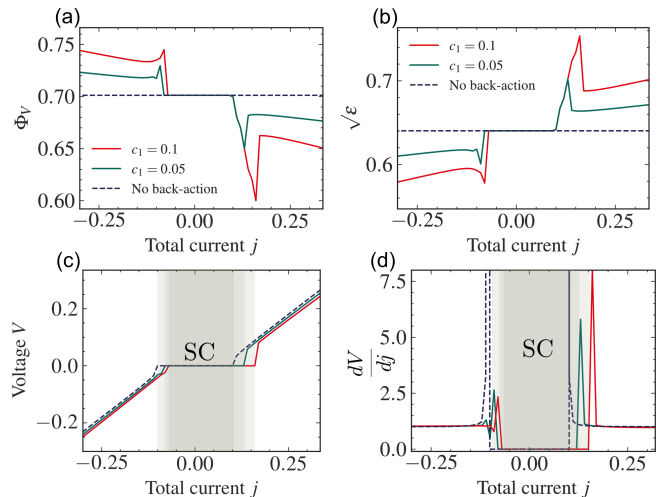 (a)
0.75
0.70
0.65
0.60
Φ_V
c₁ = 0.1
c₁ = 0.05
No back-action
−0.25
0.00
0.25
Total current j
(b)
0.7
0.6
√ε
c₁ = 0.1
c₁ = 0.05
No back-action
−0.25
0.00
0.25
Total current j
(c)
0.2
0.0
−0.2
Voltage V
SC
−0.25
0.00
0.25
Total current j
(d)
7.5
5.0
2.5
0.0
dV
dj
SC
−0.25
0.00
0.25
Total current j